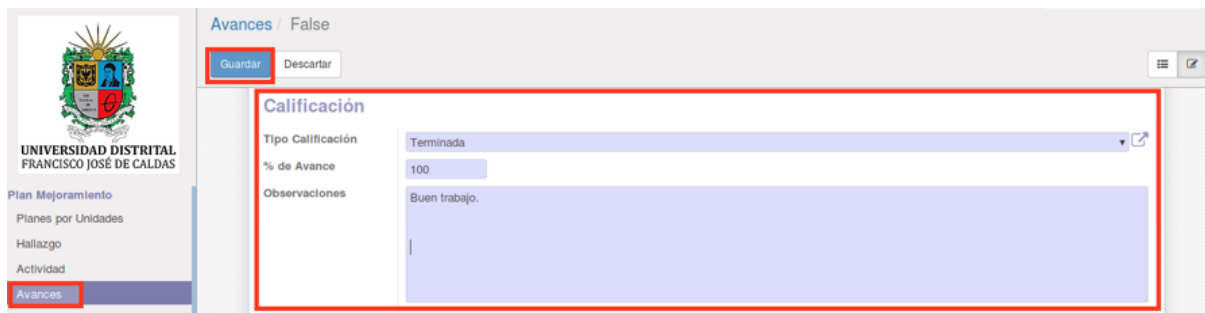 Avances / False
Guardar Descartar
UNIVERSIDAD DISTRITAL
FRANCISCO JOSÉ DE CALDAS
Plan Mejoramiento
Planes por Unidades
Hallazgo
Actividad
Avances
Calificación
Tipo Calificación Terminada
% de Avance 100
Observaciones Buen trabajo.